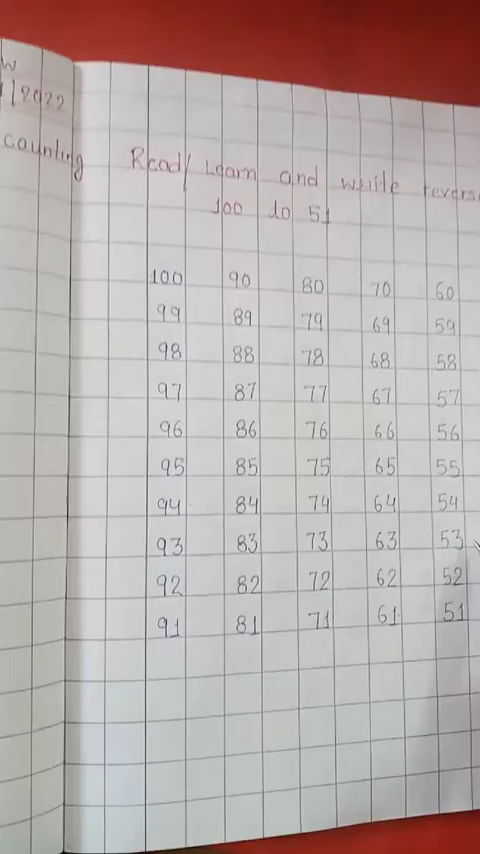 W
/2022
counting
Read/ Learn and write revers
100 to 51
100 90 80 70 60
99 89 79 69 59
98 88 78 68 58
97 87 77 67 57
96 86 76 66 56
95 85 75 65 55
94 84 74 64 54
93 83 73 63 53
92 82 72 62 52
91 81 71 61 51